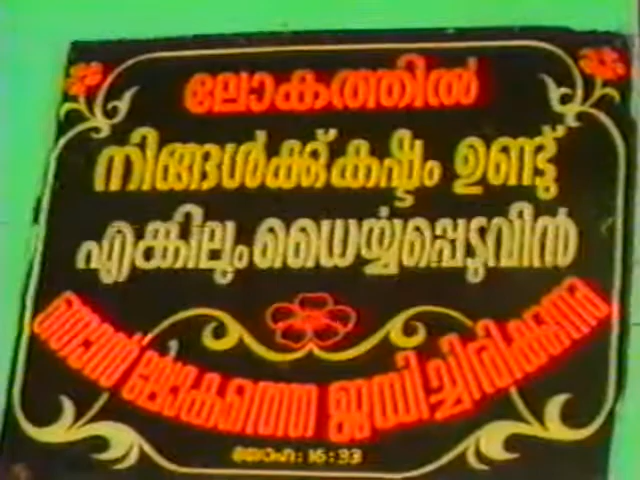 ലോകത്തിൽ
നിങ്ങൾക്ക് കഷ്ടം ഉണ്ടു്
എങ്കിലും ധൈര്യ്യപ്പെടുവിൻ
ഞാൻ ലോകത്തെ ജയിച്ചിരിക്കുന്നു
യോഹ: 16:33